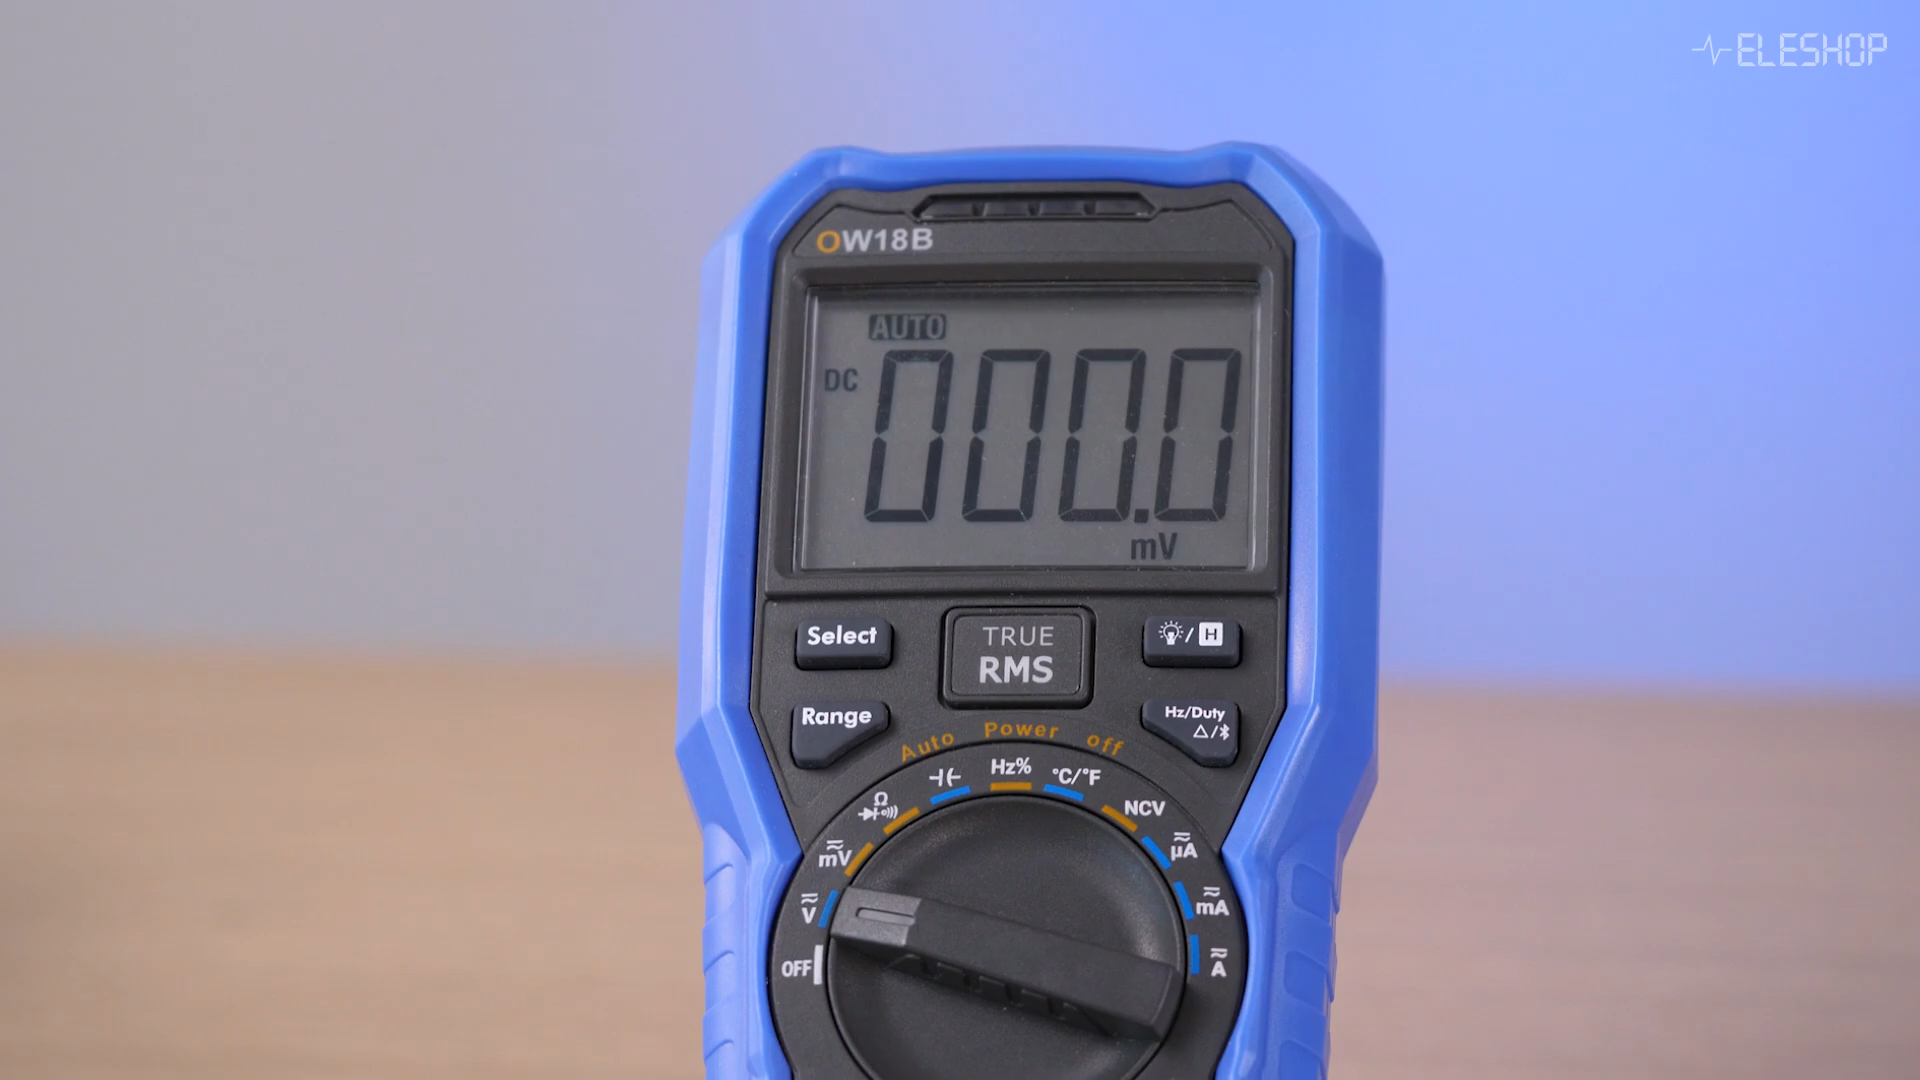 ELESHOP
OW18B
AUTO
DC
000.0
mV
Select
TRUE
RMS
/ H
Range
Hz/Duty
△/
Auto Power off
Hz%
°C/°F
Ω
NCV
mV
µA
V
mA
OFF
A